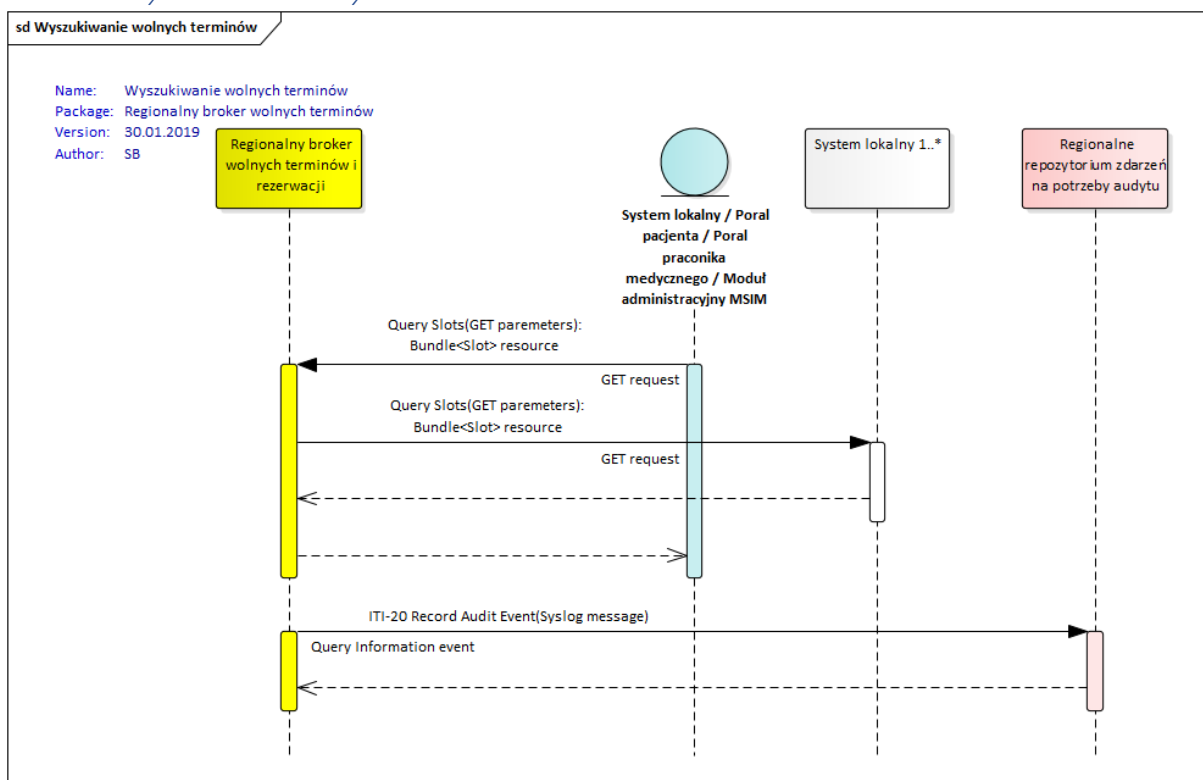 sd Wyszukiwanie wolnych terminów
Name: Wyszukiwanie wolnych terminów
Package: Regionalny broker wolnych terminów
Version: 30.01.2019
Author: SB
Regionalny broker
wolnych terminów i
rezerwacji
System lokalny / Poral
pacjenta / Poral
praconika
medycznego / Moduł
administracyjny MSIM
System lokalny 1..*
Regionalne
repozytorium zdarzeń
na potrzeby audytu
Query Slots(GET paremeters):
Bundle<Slot> resource
GET request
Query Slots(GET paremeters):
Bundle<Slot> resource
GET request
ITI-20 Record Audit Event(Syslog message)
Query Information event